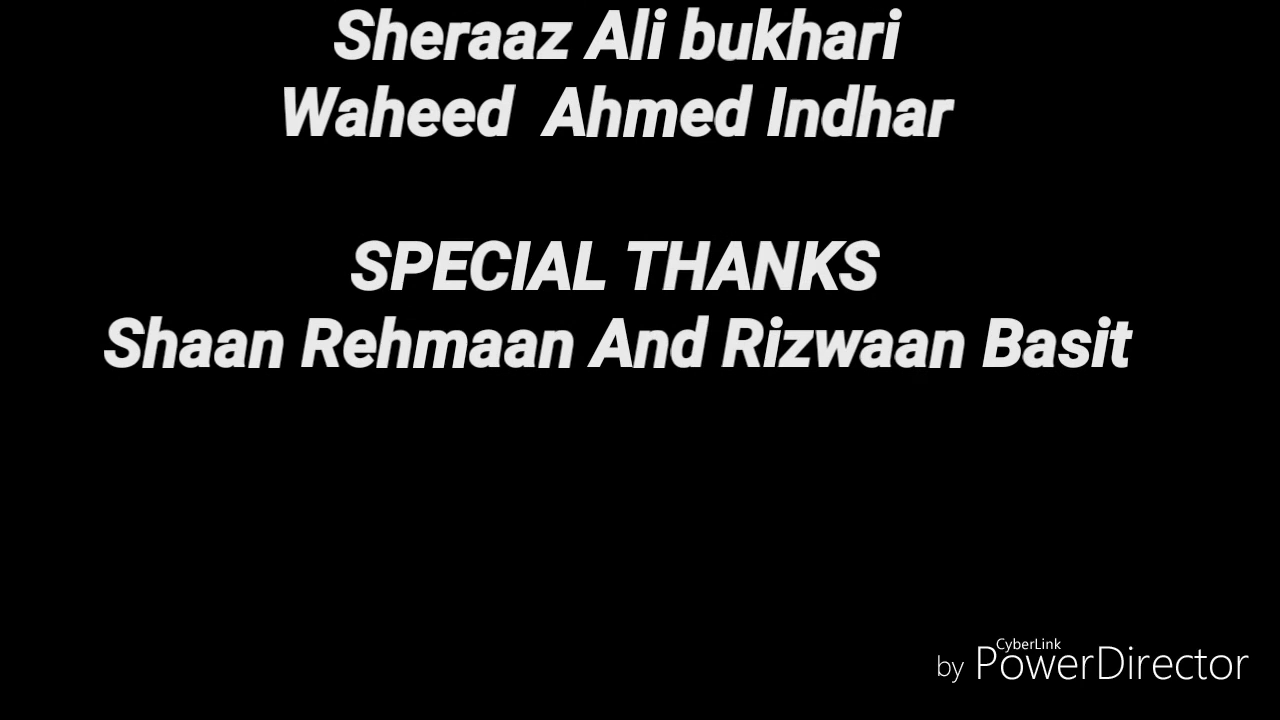 Sheraaz Ali bukhari
Waheed  Ahmed Indhar
SPECIAL THANKS
Shaan Rehmaan And Rizwaan Basit
CyberLink
by PowerDirector